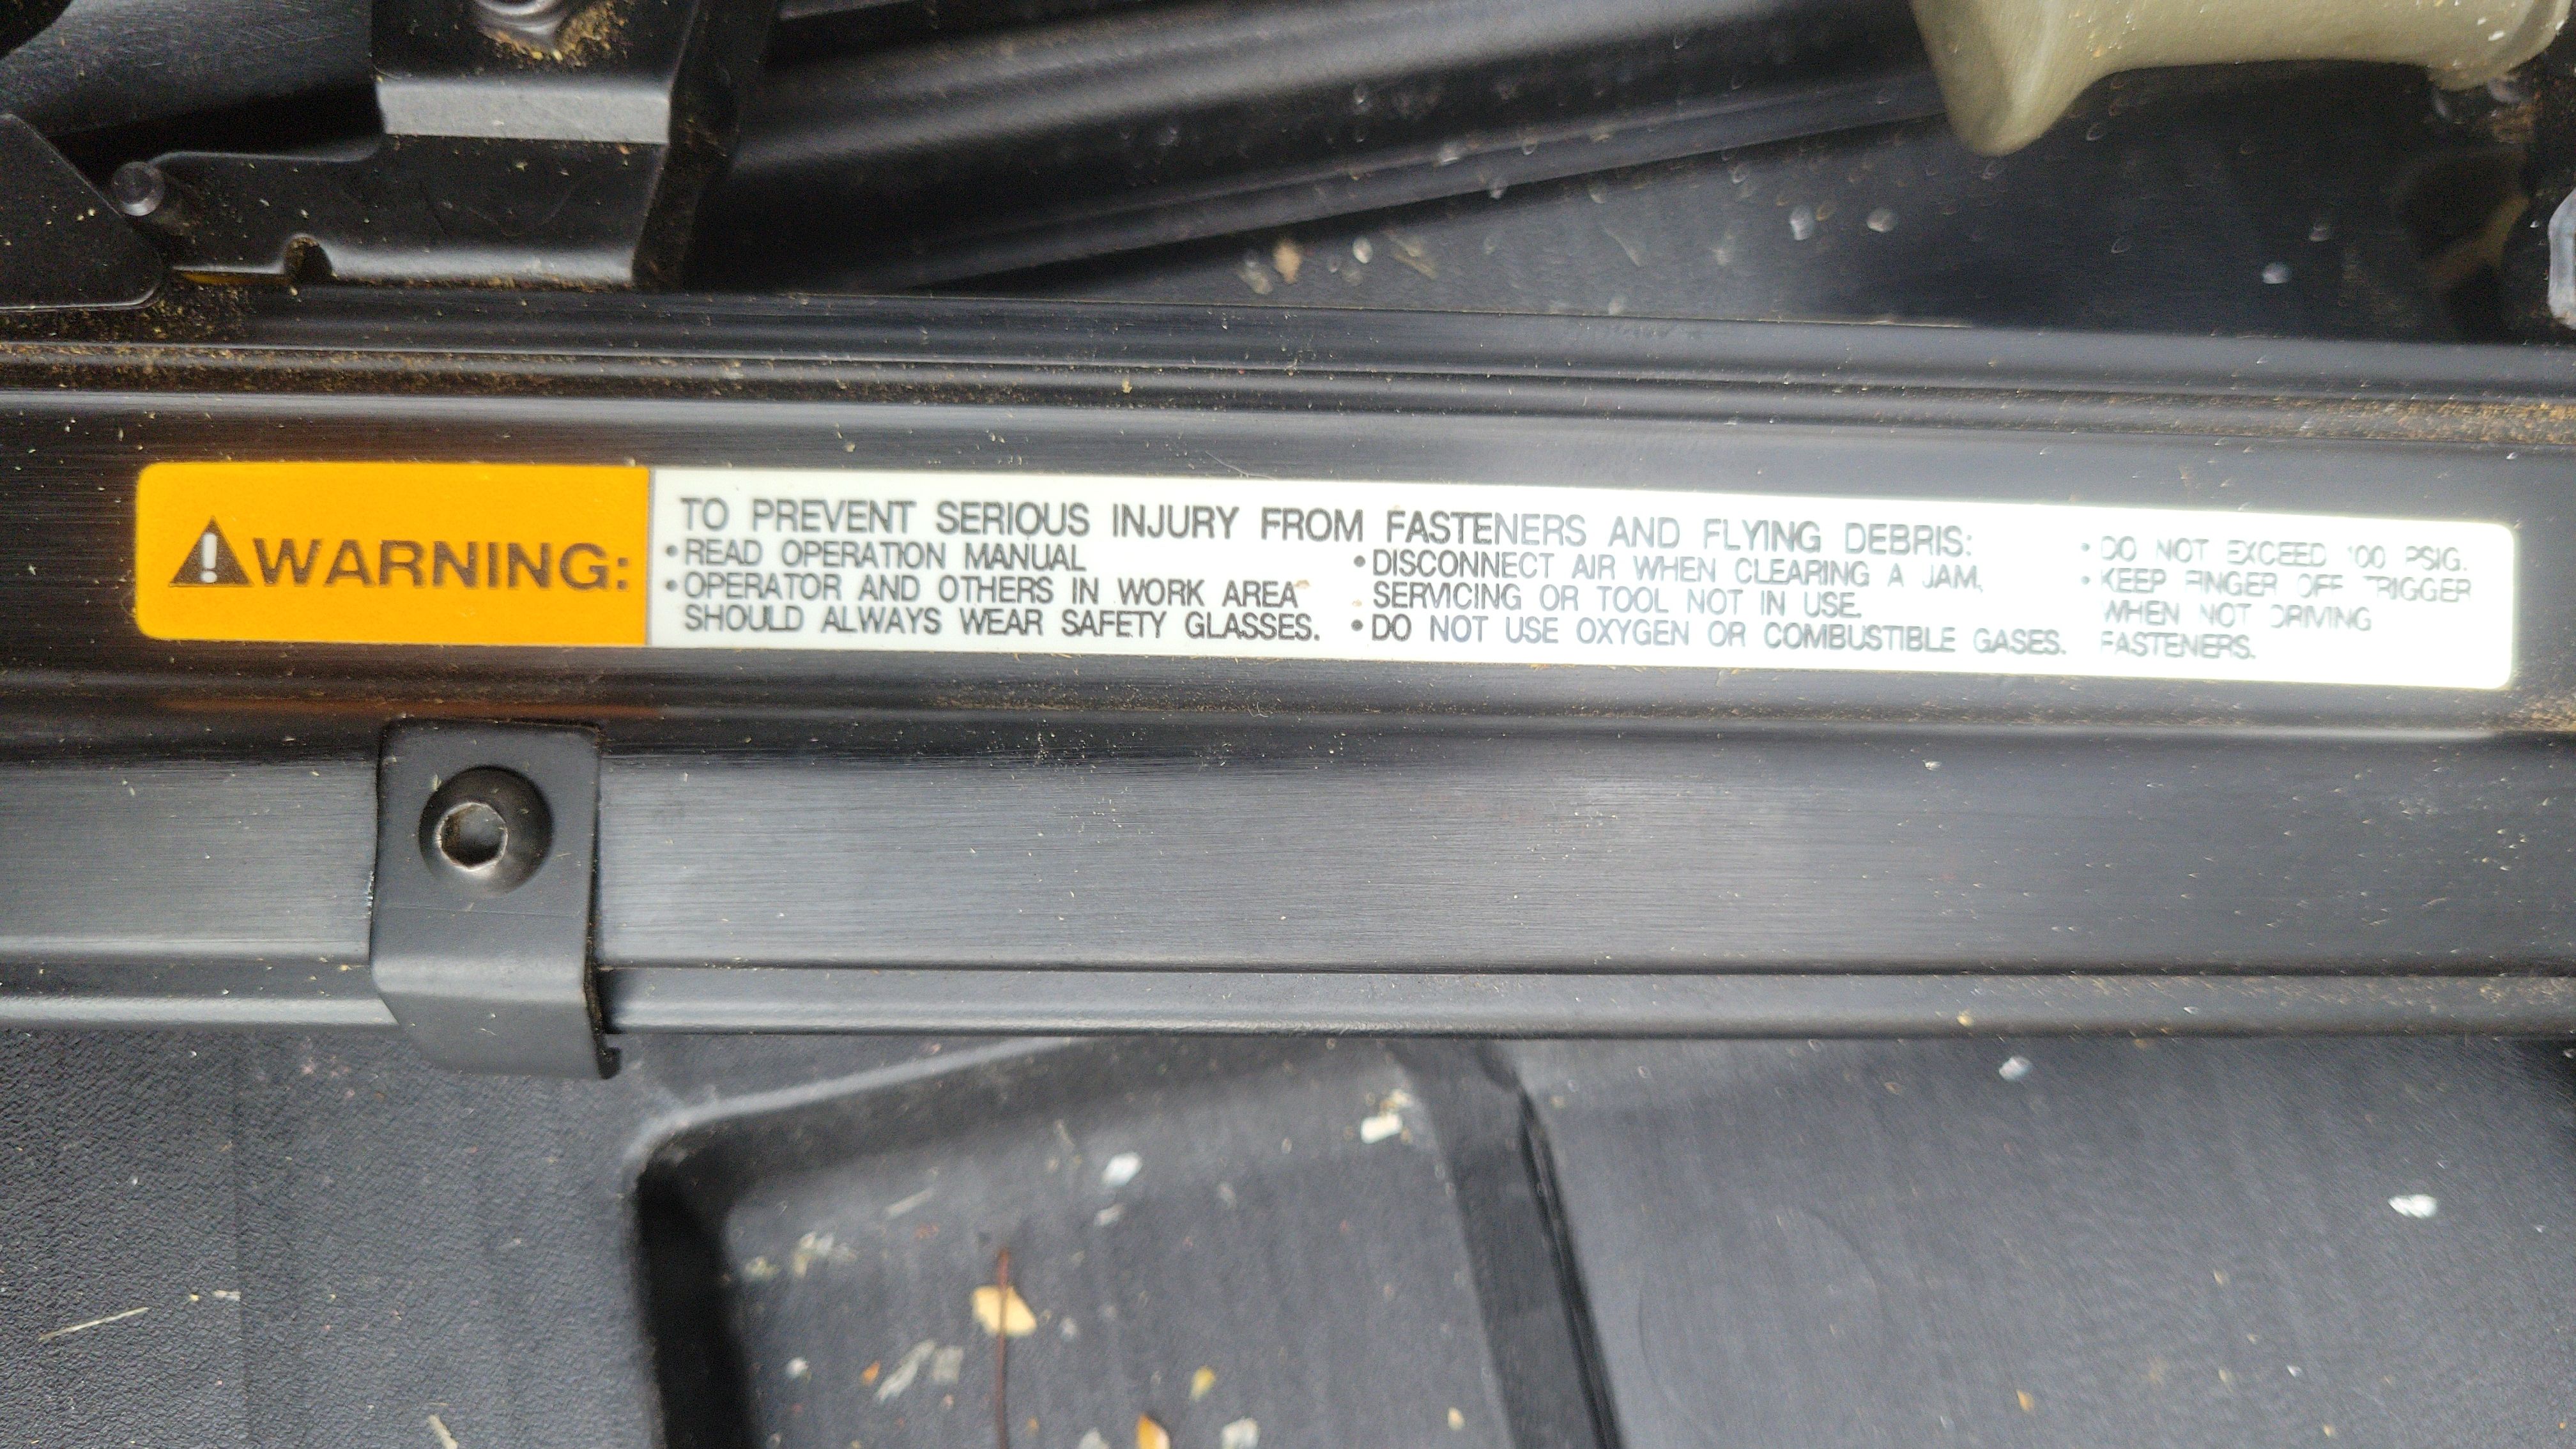 WARNING:
TO PREVENT SERIOUS INJURY FROM FASTENERS AND FLYING DEBRIS:
• READ OPERATION MANUAL
• OPERATOR AND OTHERS IN WORK AREA
SHOULD ALWAYS WEAR SAFETY GLASSES.
• DISCONNECT AIR WHEN CLEARING A JAM,
SERVICING OR TOOL NOT IN USE.
• DO NOT USE OXYGEN OR COMBUSTIBLE GASES.
• DO NOT EXCEED 100 PSIG.
• KEEP FINGER OFF TRIGGER
WHEN NOT DRIVING
FASTENERS.